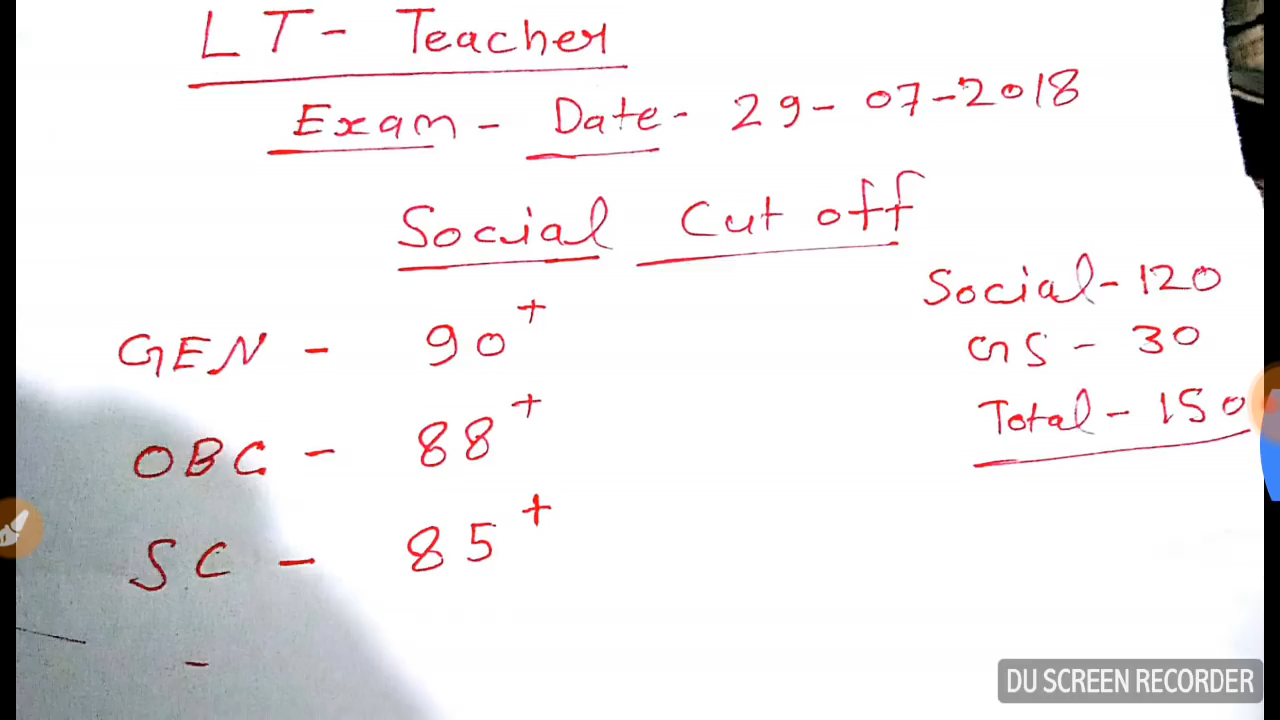 LT- Teacher
Exam - Date - 29-07-2018
Social Cut off
Social - 120
GEN - 90+
GS - 30
OBC - 88+
Total - 150
SC - 85+
-
DU SCREEN RECORDER